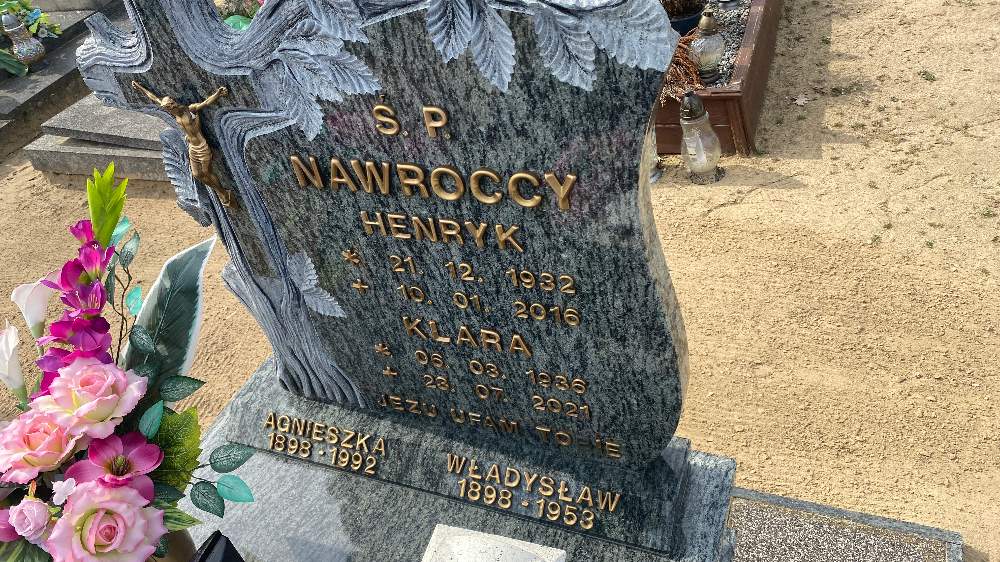 Ś. P.
NAWROCCY
HENRYK
* 21. 12. 1932
+ 10. 01. 2016
KLARA
* 06. 03. 1936
+ 23. 07. 2021
JEZU UFAM TOBIE
AGNIESZKA
1898 - 1992
WŁADYSŁAW
1898 - 1953